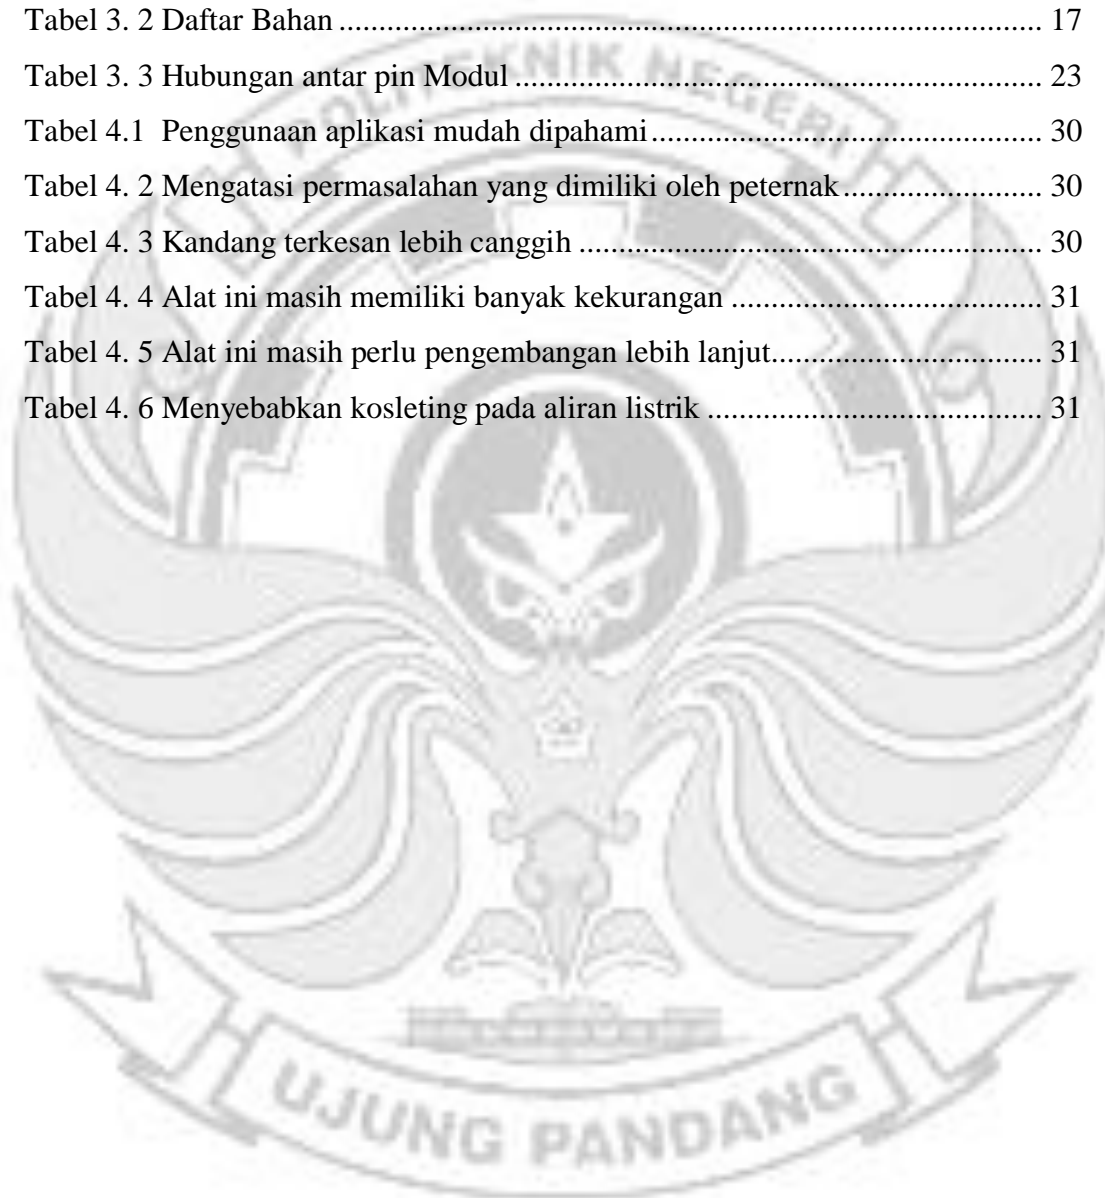 Tabel 3. 2 Daftar Bahan ........................................................................................ 17
Tabel 3. 3 Hubungan antar pin Modul .................................................................. 23
Tabel 4.1  Penggunaan aplikasi mudah dipahami ................................................. 30
Tabel 4. 2 Mengatasi permasalahan yang dimiliki oleh peternak ......................... 30
Tabel 4. 3 Kandang terkesan lebih canggih .......................................................... 30
Tabel 4. 4 Alat ini masih memiliki banyak kekurangan ....................................... 31
Tabel 4. 5 Alat ini masih perlu pengembangan lebih lanjut.................................. 31
Tabel 4. 6 Menyebabkan kosleting pada aliran listrik .......................................... 31
POLITEKNIK NEGERI
UJUNG PANDANG